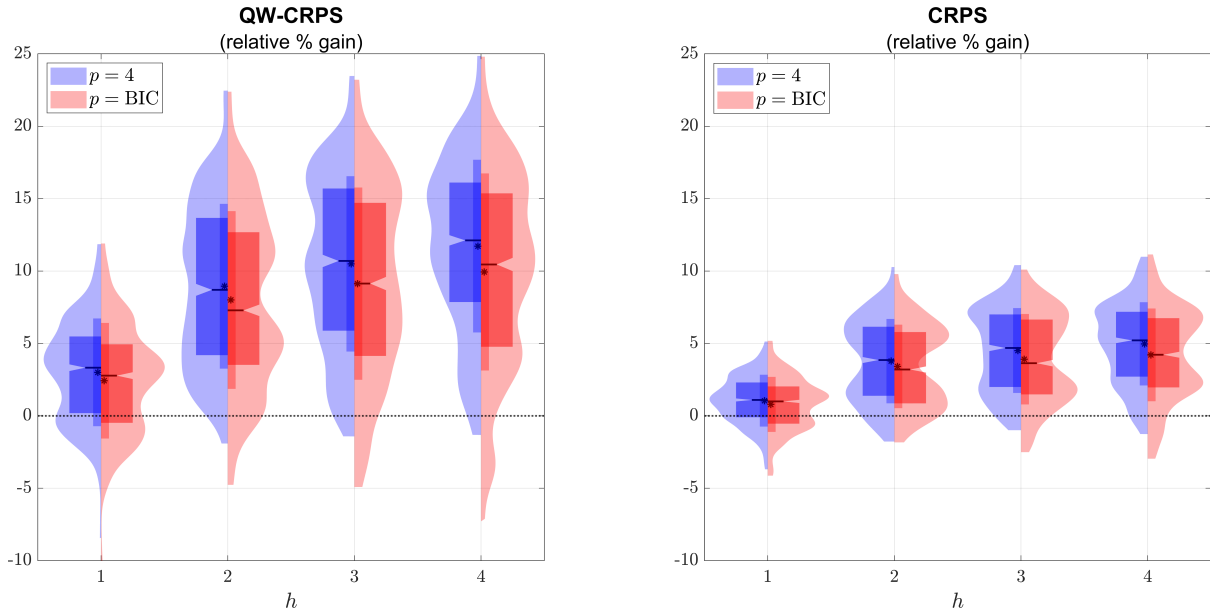 QW-CRPS
(relative % gain)
25
20
15
10
5
0
-5
-10
p = 4
p = BIC
1 2 3 4
h
CRPS
(relative % gain)
25
20
15
10
5
0
-5
-10
p = 4
p = BIC
1 2 3 4
h